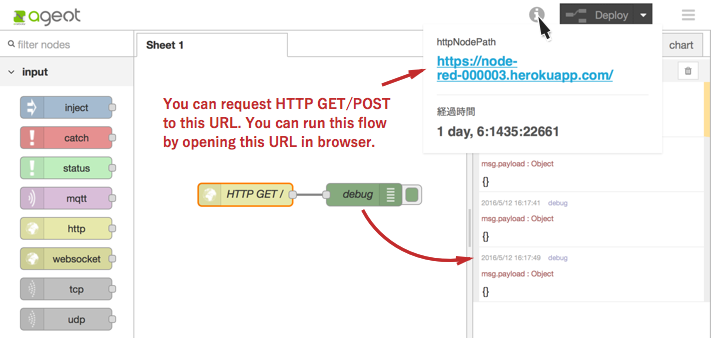 ageot
Deploy
filter nodes
Sheet 1
chart
input
inject
catch
status
mqtt
http
websocket
tcp
udp
httpNodePath
https://node-
red-000003.herokuapp.com/
経過時間
1 day, 6:1435:22661
You can request HTTP GET/POST
to this URL. You can run this flow
by opening this URL in browser.
HTTP GET /
debug
msg.payload : Object
{}
2016/5/12 16:17:41 debug
msg.payload : Object
{}
2016/5/12 16:17:49 debug
msg.payload : Object
{}